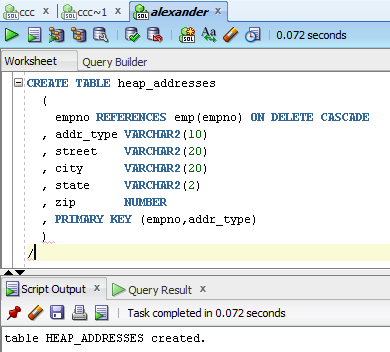 ccc
ccc~1
alexander
0.072 seconds
Worksheet
Query Builder
CREATE TABLE heap_addresses
(
empno REFERENCES emp(empno) ON DELETE CASCADE
, addr_type VARCHAR2(10)
, street VARCHAR2(20)
, city VARCHAR2(20)
, state VARCHAR2(2)
, zip NUMBER
, PRIMARY KEY (empno,addr_type)
)
/
Script Output
Query Result
Task completed in 0.072 seconds
table HEAP_ADDRESSES created.